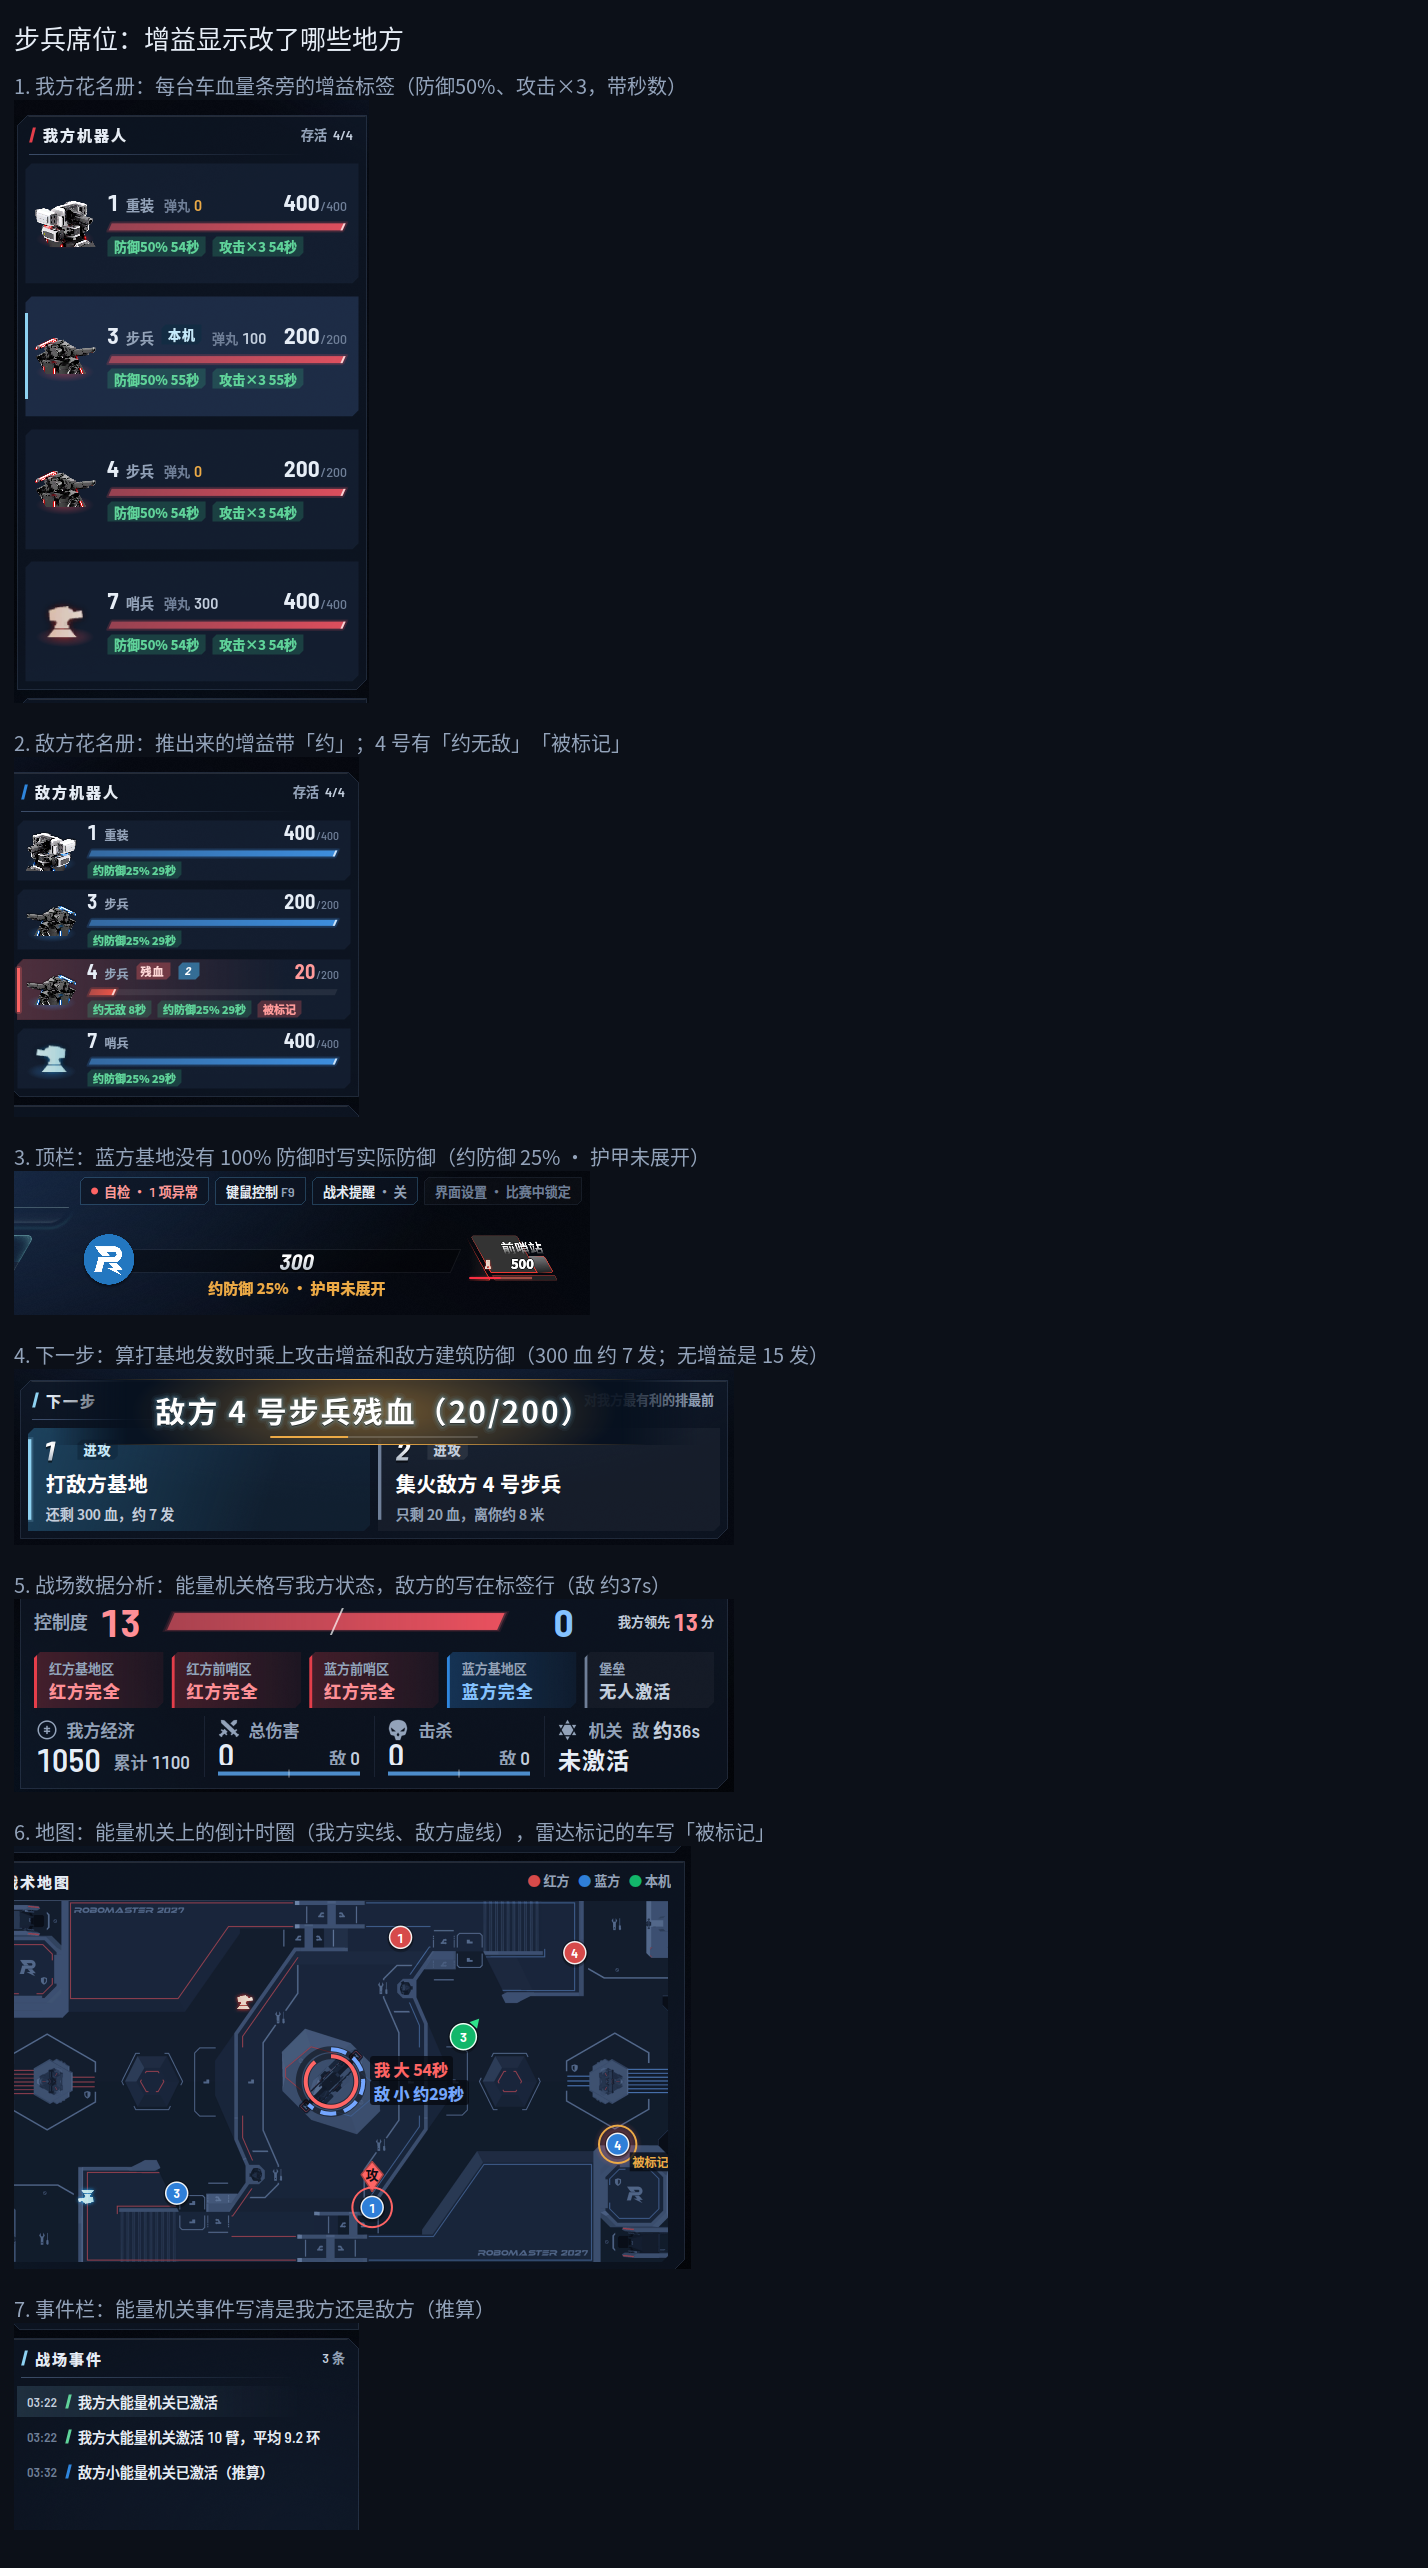 步兵席位：增益显示改了哪些地方
1. 我方花名册：每台车血量条旁的增益标签（防御50%、攻击×3，带秒数）
我方机器人 存活 4/4
1 重装 弹丸 0 400/400
防御50% 54秒 攻击×3 54秒
3 步兵 本机 弹丸 100 200/200
防御50% 55秒 攻击×3 55秒
4 步兵 弹丸 0 200/200
防御50% 54秒 攻击×3 54秒
7 哨兵 弹丸 300 400/400
防御50% 54秒 攻击×3 54秒
2. 敌方花名册：推出来的增益带「约」；4 号有「约无敌」「被标记」
敌方机器人 存活 4/4
1 重装 400/400
约防御25% 29秒
3 步兵 200/200
约防御25% 29秒
4 步兵 残血 2 20/200
约无敌 8秒 约防御25% 29秒 被标记
7 哨兵 400/400
约防御25% 29秒
3. 顶栏：蓝方基地没有 100% 防御时写实际防御（约防御 25% · 护甲未展开）
自检 · 1 项异常 键鼠控制 F9 战术提醒 · 关 界面设置 · 比赛中锁定
300 前哨站
500
约防御 25% · 护甲未展开
4. 下一步：算打基地发数时乘上攻击增益和敌方建筑防御（300 血 约 7 发；无增益是 15 发）
下一步 敌方 4 号步兵残血（20/200） 对我方最有利的排最前
1 进攻 2 进攻
打敌方基地 集火敌方 4 号步兵
还剩 300 血，约 7 发 只剩 20 血，离你约 8 米
5. 战场数据分析：能量机关格写我方状态，敌方的写在标签行（敌 约37s）
控制度 13 0 我方领先 13 分
红方基地区 红方前哨区 蓝方前哨区 蓝方基地区 堡垒
红方完全 红方完全 红方完全 蓝方完全 无人激活
我方经济 总伤害 击杀 机关 敌 约36s
1050 累计 1100 0 敌 0 0 敌 0 未激活
6. 地图：能量机关上的倒计时圈（我方实线、敌方虚线），雷达标记的车写「被标记」
术地图 红方 蓝方 本机
ROBOMASTER 2027
1
4
3
我 大 54秒
敌 小 约29秒
4
被标记
攻
3
1
ROBOMASTER 2027
7. 事件栏：能量机关事件写清是我方还是敌方（推算）
战场事件 3 条
03:22 我方大能量机关已激活
03:22 我方大能量机关激活 10 臂，平均 9.2 环
03:32 敌方小能量机关已激活（推算）